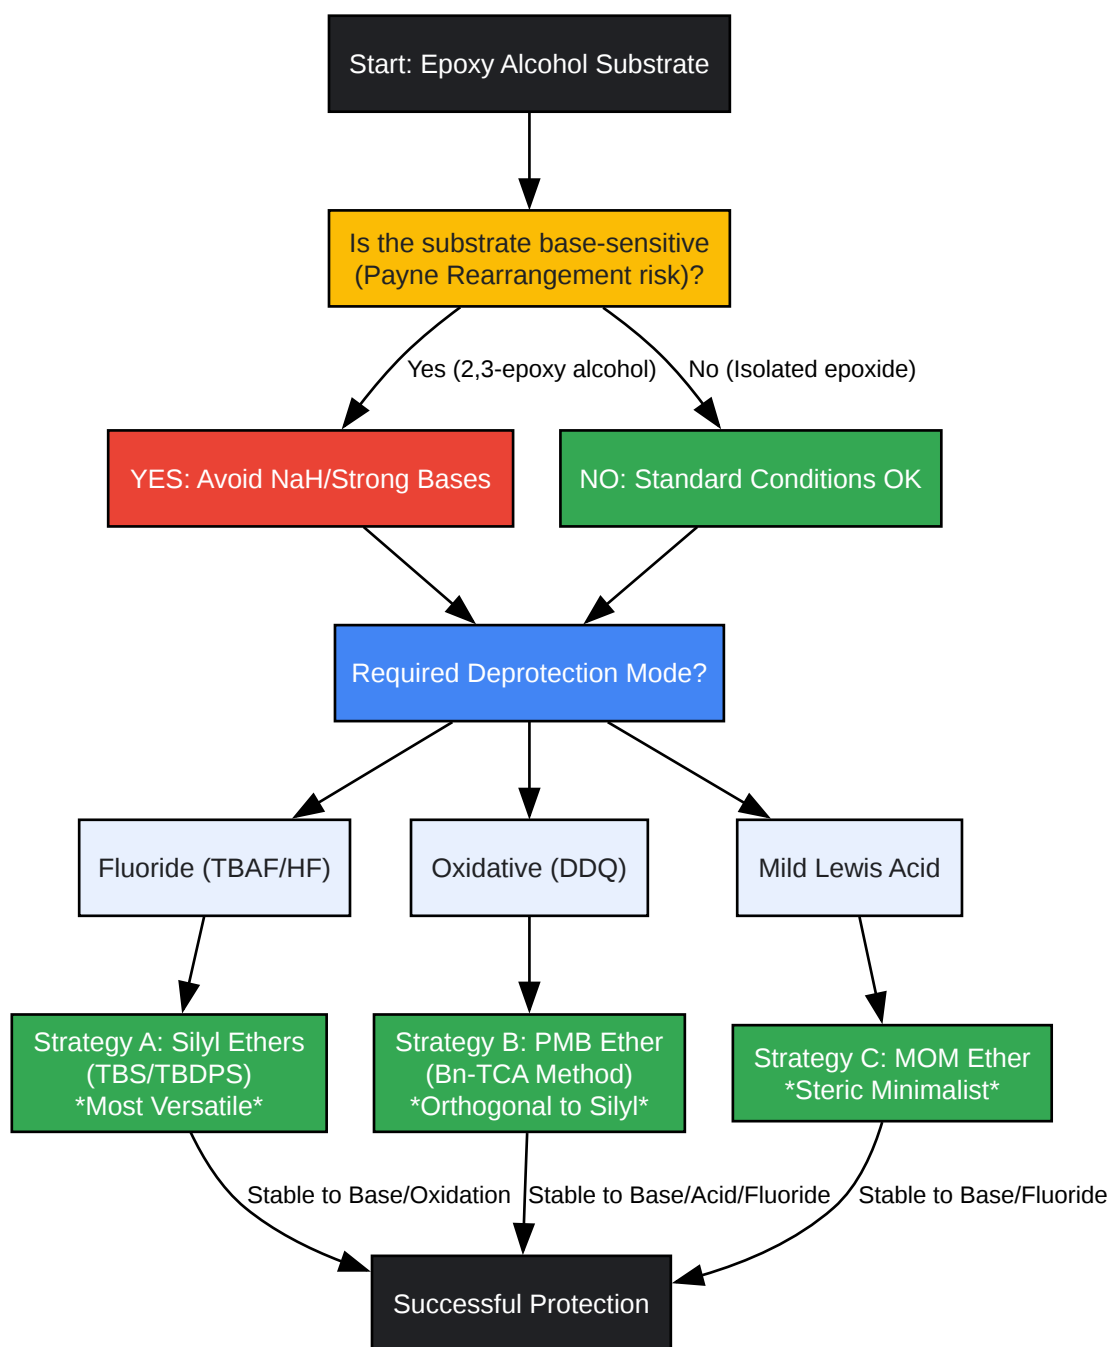 Start: Epoxy Alcohol Substrate
Is the substrate base-sensitive
(Payne Rearrangement risk)?
Yes (2,3-epoxy alcohol)
No (Isolated epoxide)
YES: Avoid NaH/Strong Bases
NO: Standard Conditions OK
Required Deprotection Mode?
Fluoride (TBAF/HF)
Oxidative (DDQ)
Mild Lewis Acid
Strategy A: Silyl Ethers
(TBS/TBDPS)
*Most Versatile*
Strategy B: PMB Ether
(Bn-TCA Method)
*Orthogonal to Silyl*
Strategy C: MOM Ether
*Steric Minimalist*
Stable to Base/Oxidation
Stable to Base/Acid/Fluoride
Stable to Base/Fluoride
Successful Protection